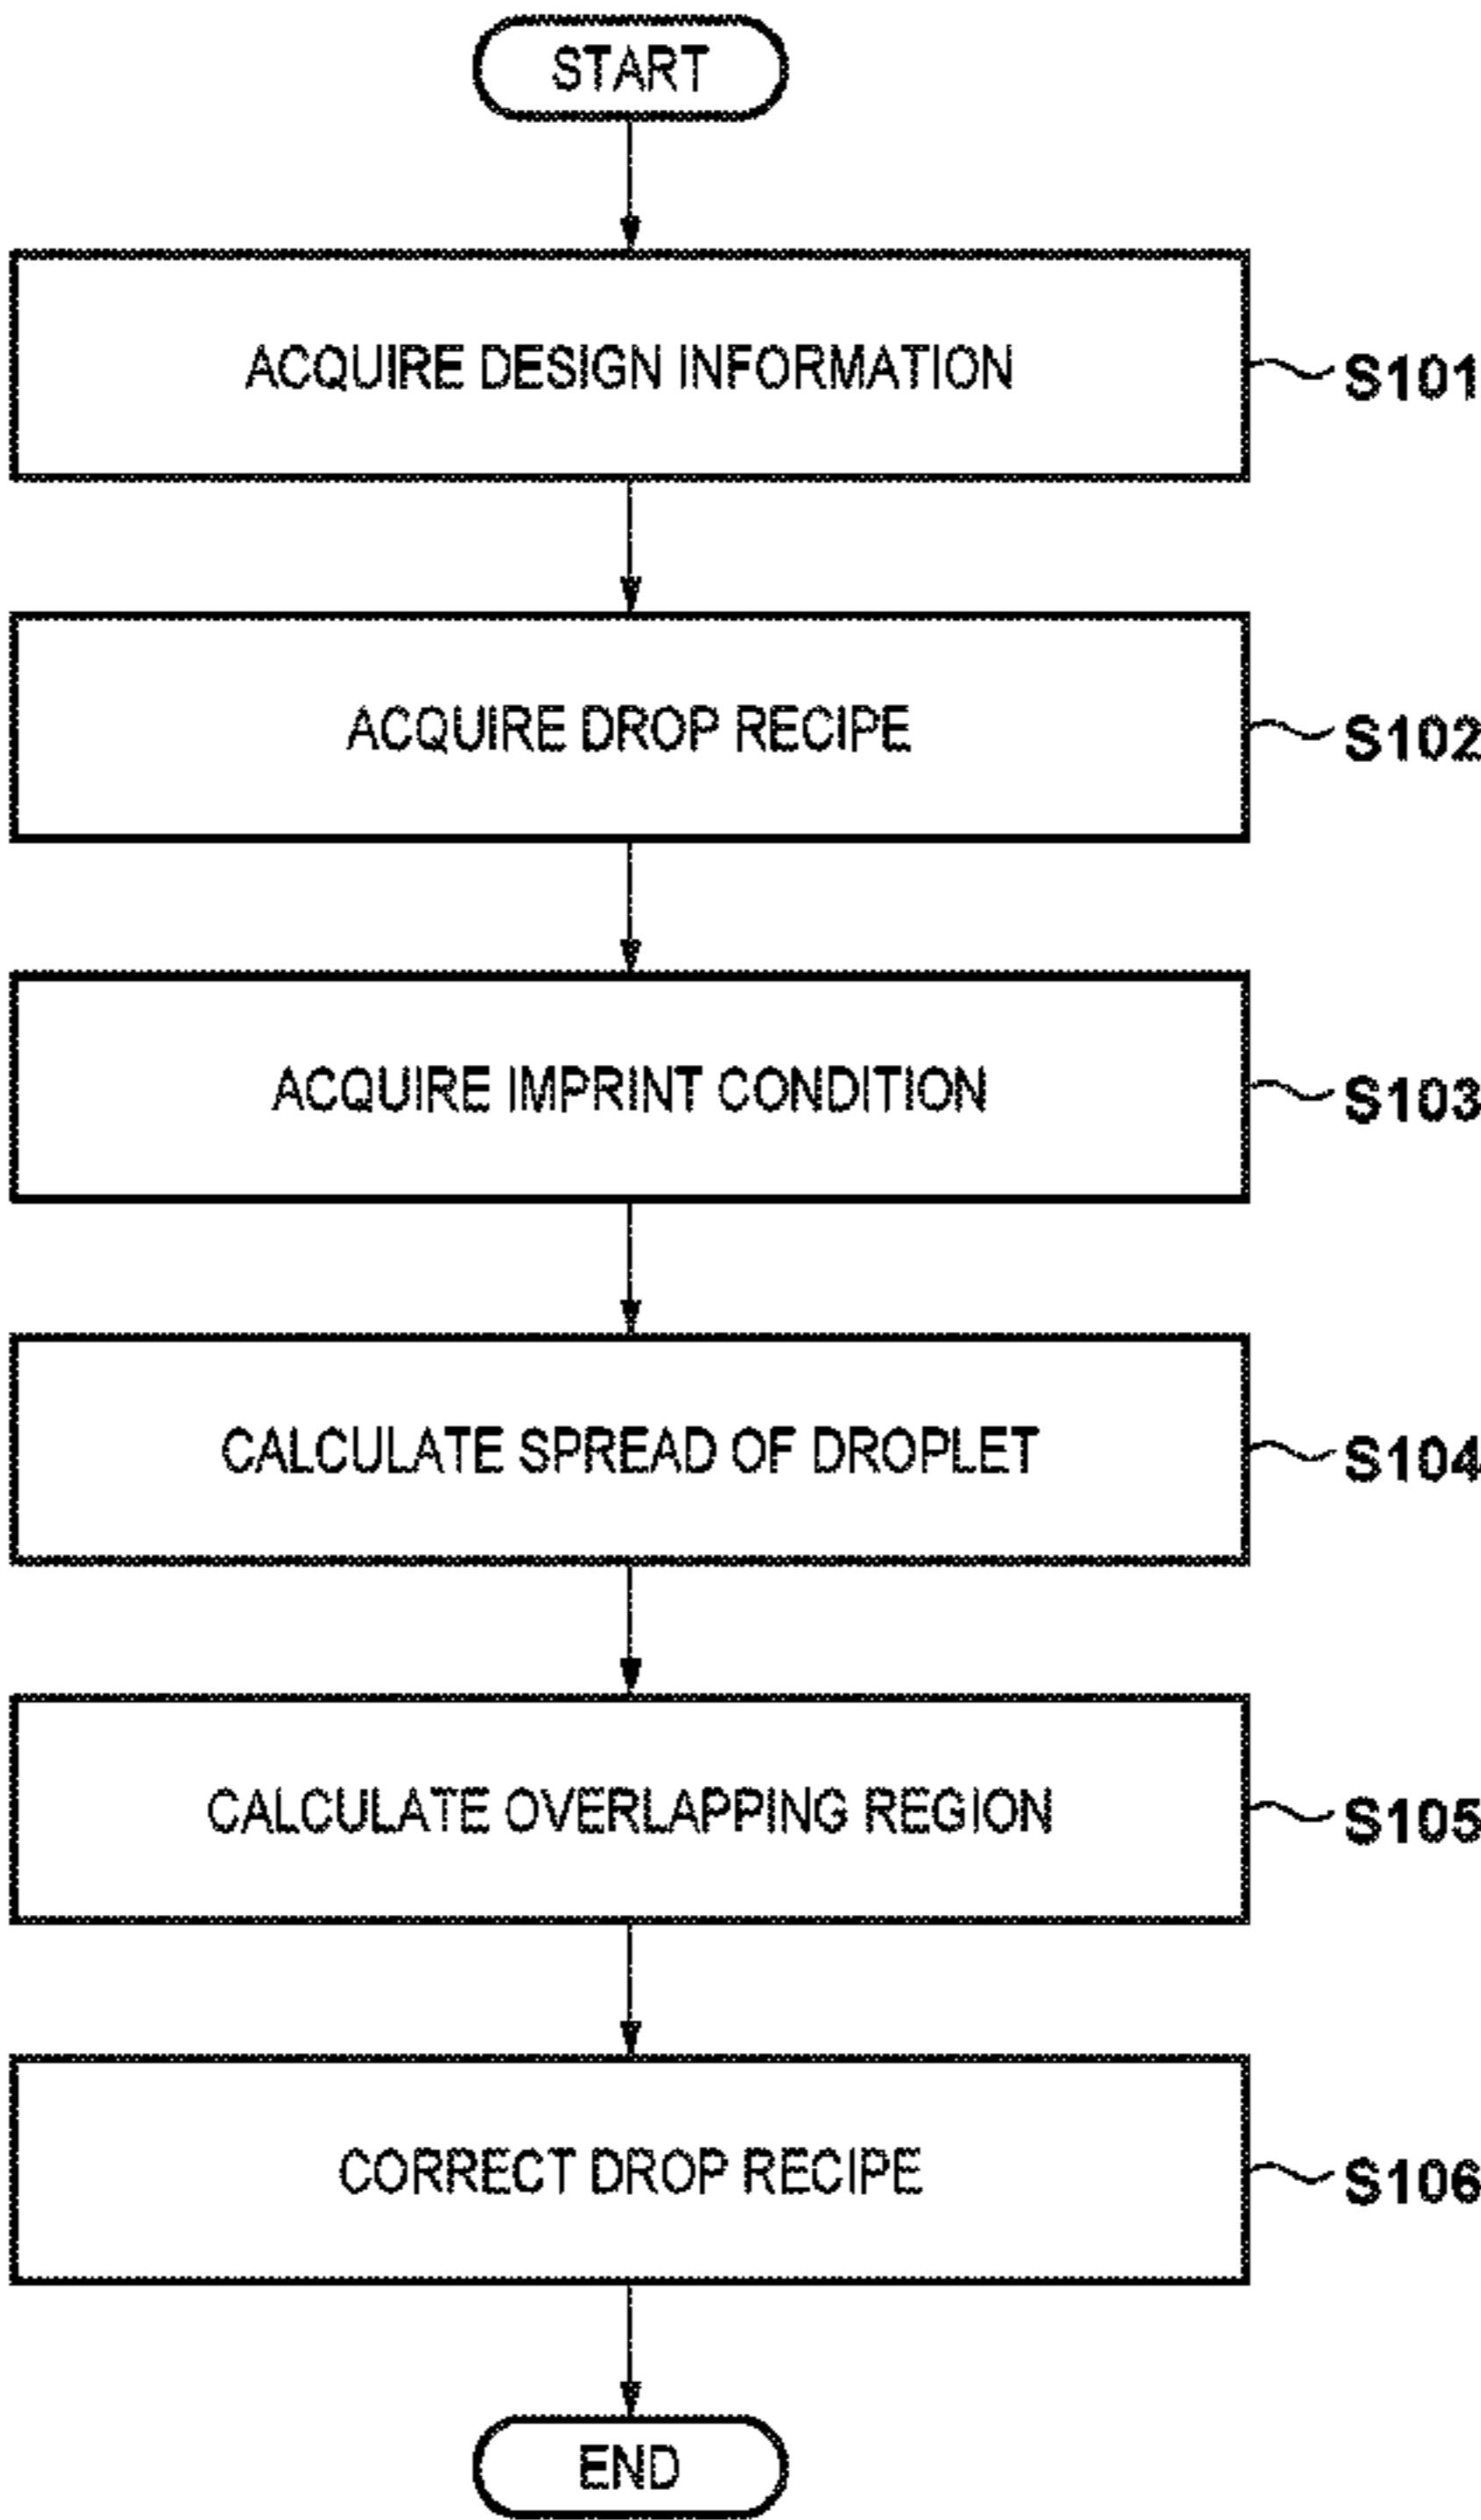 START
ACQUIRE DESIGN INFORMATION
S101
ACQUIRE DROP RECIPE
S102
ACQUIRE IMPRINT CONDITION
S103
CALCULATE SPREAD OF DROPLET
S104
CALCULATE OVERLAPPING REGION
S105
CORRECT DROP RECIPE
S106
END